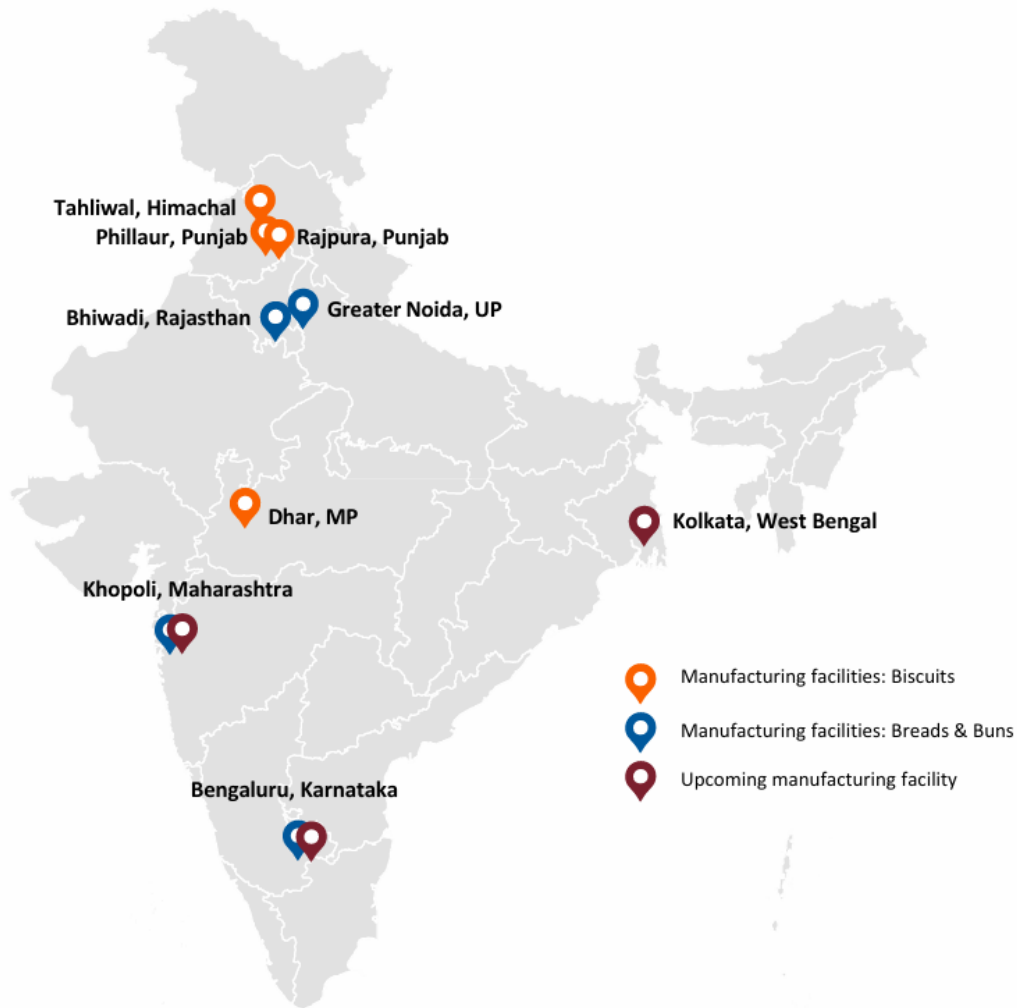 Tahliwal, Himachal
Phillaur, Punjab
Rajpura, Punjab
Bhiwadi, Rajasthan
Greater Noida, UP
Dhar, MP
Kolkata, West Bengal
Khopoli, Maharashtra
Manufacturing facilities: Biscuits
Manufacturing facilities: Breads & Buns
Upcoming manufacturing facility
Bengaluru, Karnataka